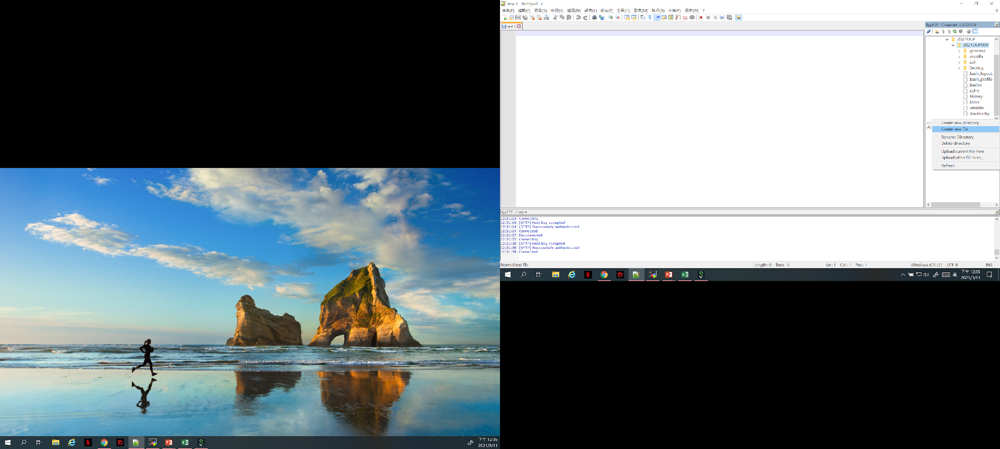 new 1 - Notepad++
檔案(F) 編輯(E) 搜尋(S) 檢視(V) 編碼(N) 語言(L) 設定(T) 工具(O) 巨集(M) 執行(R) 外掛(P) 視窗(W) ? X
new 1
1
NppFTP - Connected to 2021OOP
2021OOP
2021OOP009
.gnome2
.mozilla
.ssh
Desktop
.bash_logout
.bash_profile
.bashrc
.cshrc
.history
.kshrc
.viminfo
.Xauthority
Create new directory
Create new file
Rename Directory
Delete directory
Upload current file here
Upload other file here...
Refresh
NppFTP - Output
12:31:13 Connecting
12:31:14 [SFTP] Host key accepted
12:31:14 [SFTP] Successfully authenticated
12:31:14 Connected
12:31:27 Disconnected
12:31:37 Connecting
12:31:38 [SFTP] Host key accepted
12:31:38 [SFTP] Successfully authenticated
12:31:39 Connected
Normal text file length : 0 lines : 1 Ln : 1 Col : 1 Pos : 1 Windows (CR LF) UTF-8 INS
英 下午 12:35
2021/3/11
下午 12:35
2021/3/11